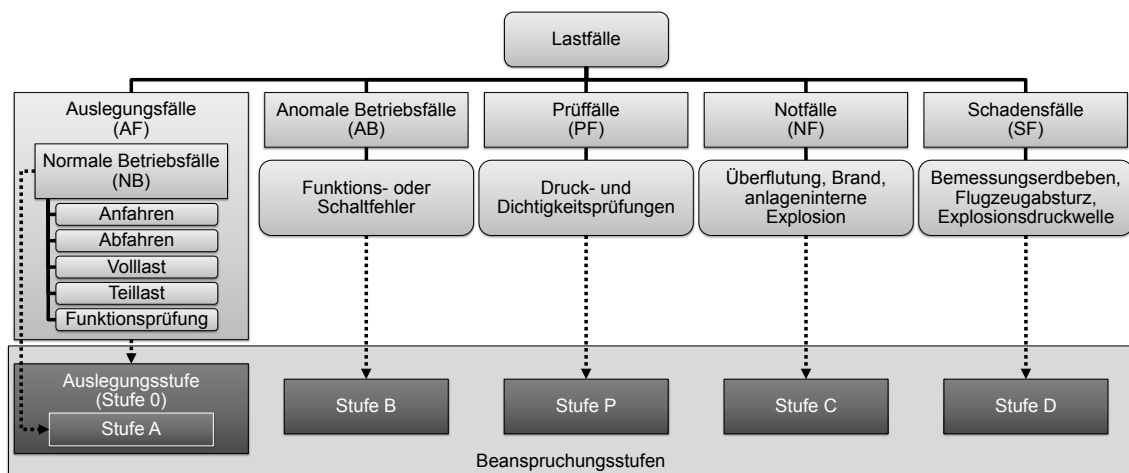 Lastfälle
Auslegungsfälle
(AF)
Normale Betriebsfälle
(NB)
Anfahren
Abfahren
Volllast
Teillast
Funktionsprüfung
Anomale Betriebsfälle
(AB)
Funktions- oder
Schaltfehler
Prüffälle
(PF)
Druck- und
Dichtigkeitsprüfungen
Notfälle
(NF)
Überflutung, Brand,
anlageninterne
Explosion
Schadensfälle
(SF)
Bemessungserdbeben,
Flugzeugabsturz,
Explosionsdruckwelle
Auslegungsstufe
(Stufe 0)
Stufe A
Stufe B
Stufe P
Stufe C
Stufe D
Beanspruchungsstufen